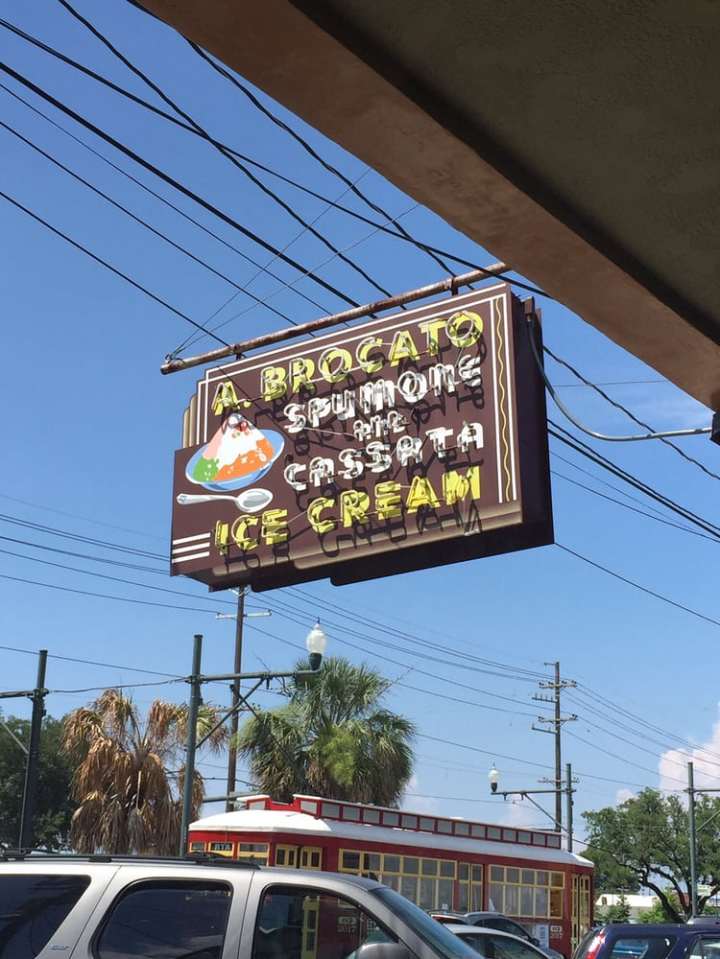 A. BROCATO
SPUMONE
AND
CASSATA
ICE CREAM